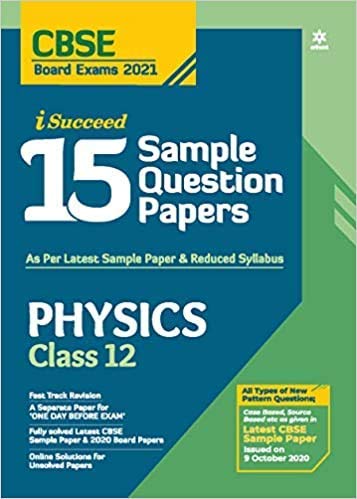 CBSE
Board Exams 2021
arihant
iSucceed
15 Sample
Question
Papers
As Per Latest Sample Paper & Reduced Syllabus
PHYSICS
Class 12
Fast Track Revision
A Separate Paper for
'ONE DAY BEFORE EXAM'
Fully solved Latest CBSE
Sample Paper & 2020 Board Papers
Online Solutions for
Unsolved Papers
All Types of New
Pattern Questions;
Case Based, Source
Based etc as given in
Latest CBSE
Sample Paper
Issued on
9 October 2020